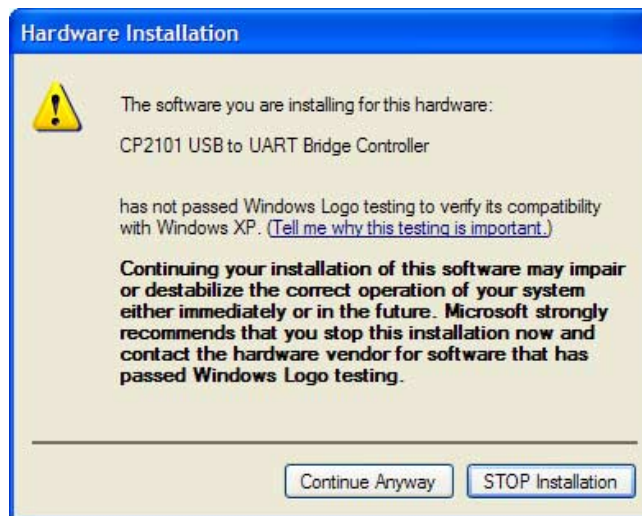 Hardware Installation
The software you are installing for this hardware:
CP2101 USB to UART Bridge Controller
has not passed Windows Logo testing to verify its compatibility
with Windows XP. (Tell me why this testing is important.)
Continuing your installation of this software may impair
or destabilize the correct operation of your system
either immediately or in the future. Microsoft strongly
recommends that you stop this installation now and
contact the hardware vendor for software that has
passed Windows Logo testing.
Continue Anyway
STOP Installation